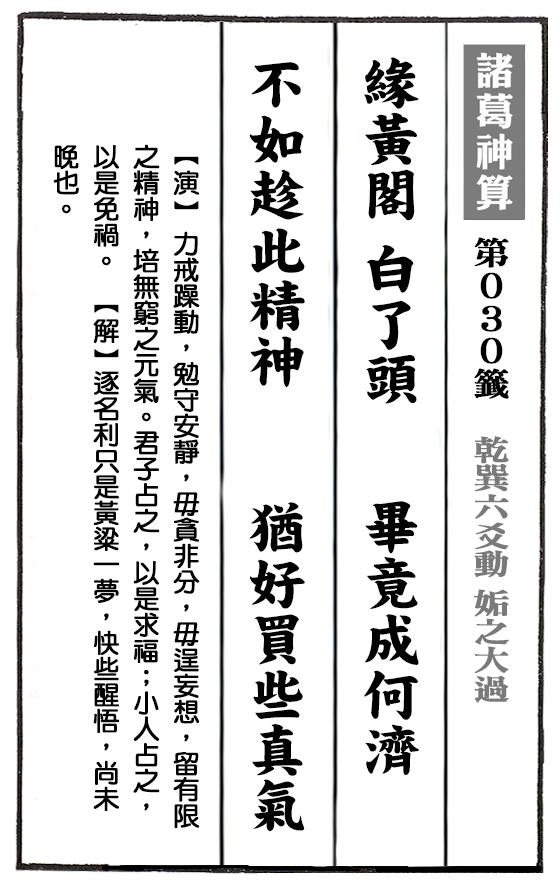 諸葛神算 第０３０籤 乾巽六爻動 姤之大過
緣黃閣 白了頭 畢竟成何濟
不如趁此精神 猶好買些真氣
【演】力戒躁動，勉守安靜，毋貪非分，毋逞妄想，留有限
之精神，培無窮之元氣。君子占之，以是求福；小人占之，
以是免禍。 【解】逐名利只是黃粱一夢，快些醒悟，尚未
晚也。